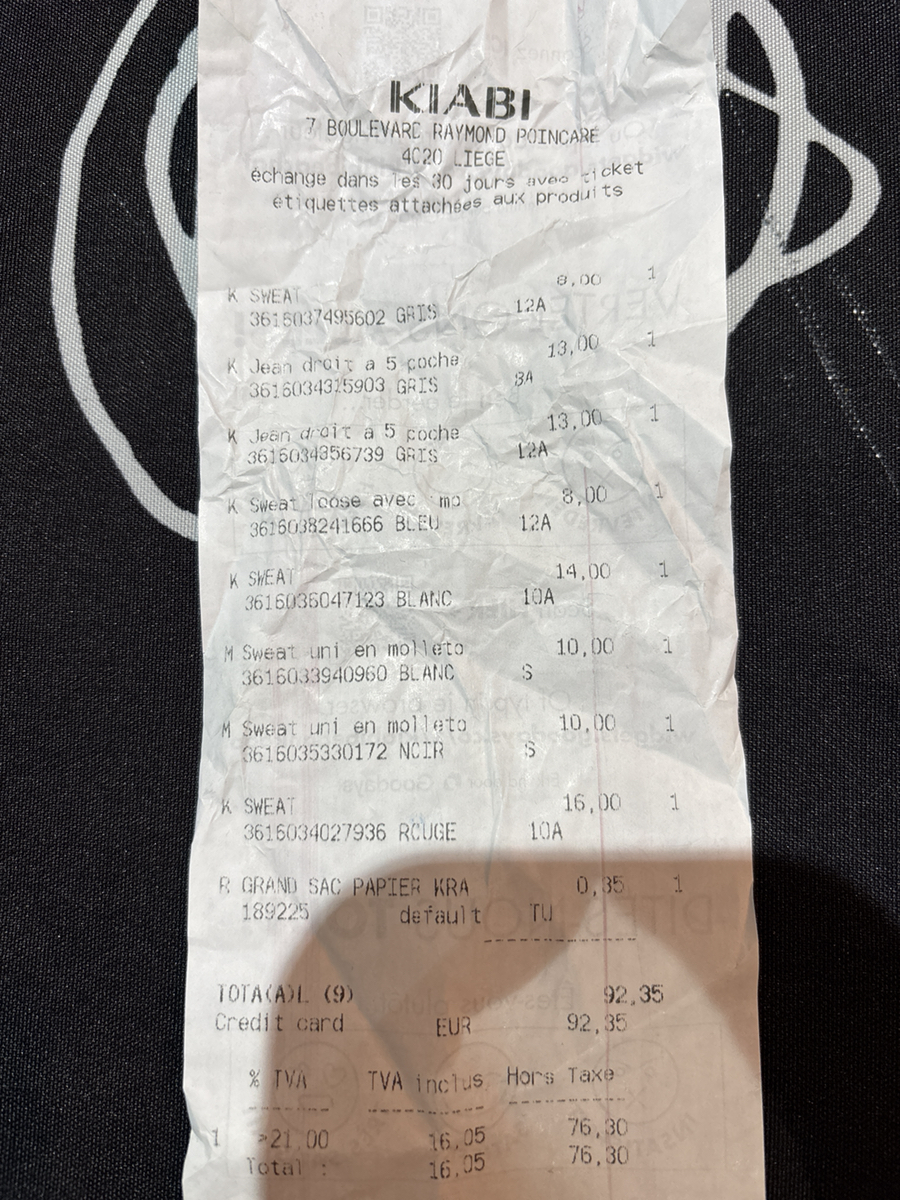 KIABI
7 BOULEVARD RAYMOND POINCARE
4020 LIEGE
échange dans les 30 jours avec ticket
étiquettes attachées aux produits
K SWEAT 8,00 1
3616037495602 GRIS 12A
K Jean droit a 5 poche 13,00 1
3616034315903 GRIS 8A
K Jean droit a 5 poche 13,00 1
3616034356739 GRIS 12A
K Sweat loose avec mo 8,00 1
3616038241666 BLEU 12A
K SWEAT 14,00 1
3616036047123 BLANC 10A
M Sweat uni en molleto 10,00 1
3616033940960 BLANC S
M Sweat uni en molleto 10,00 1
3616035330172 NOIR S
K SWEAT 16,00 1
3616034027936 ROUGE 10A
R GRAND SAC PAPIER KRA 0,35 1
189225 default TU
TOTA(A)L (9) 92,35
Credit card EUR 92,35
% TVA TVA inclus Hors Taxe
1 >21,00 16,05 76,30
Total : 16,05 76,30